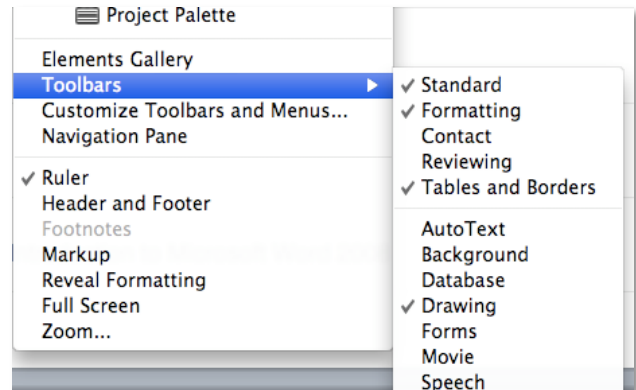 Project Palette
Elements Gallery
Toolbars
Customize Toolbars and Menus...
Navigation Pane
Ruler
Header and Footer
Footnotes
Markup
Reveal Formatting
Full Screen
Zoom...
Standard
Formatting
Contact
Reviewing
Tables and Borders
AutoText
Background
Database
Drawing
Forms
Movie
Speech